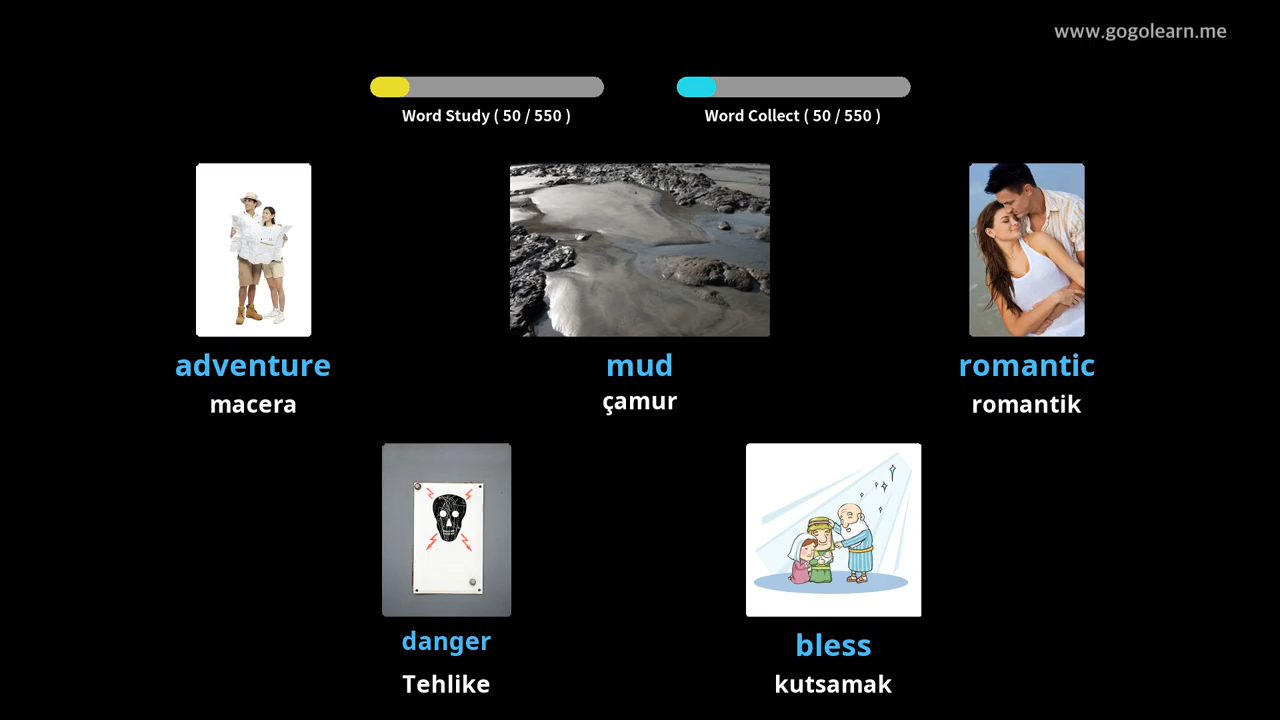 www.gogolearn.me
Word Study ( 50 / 550 )
Word Collect ( 50 / 550 )
adventure
macera
mud
çamur
romantic
romantik
danger
Tehlike
bless
kutsamak